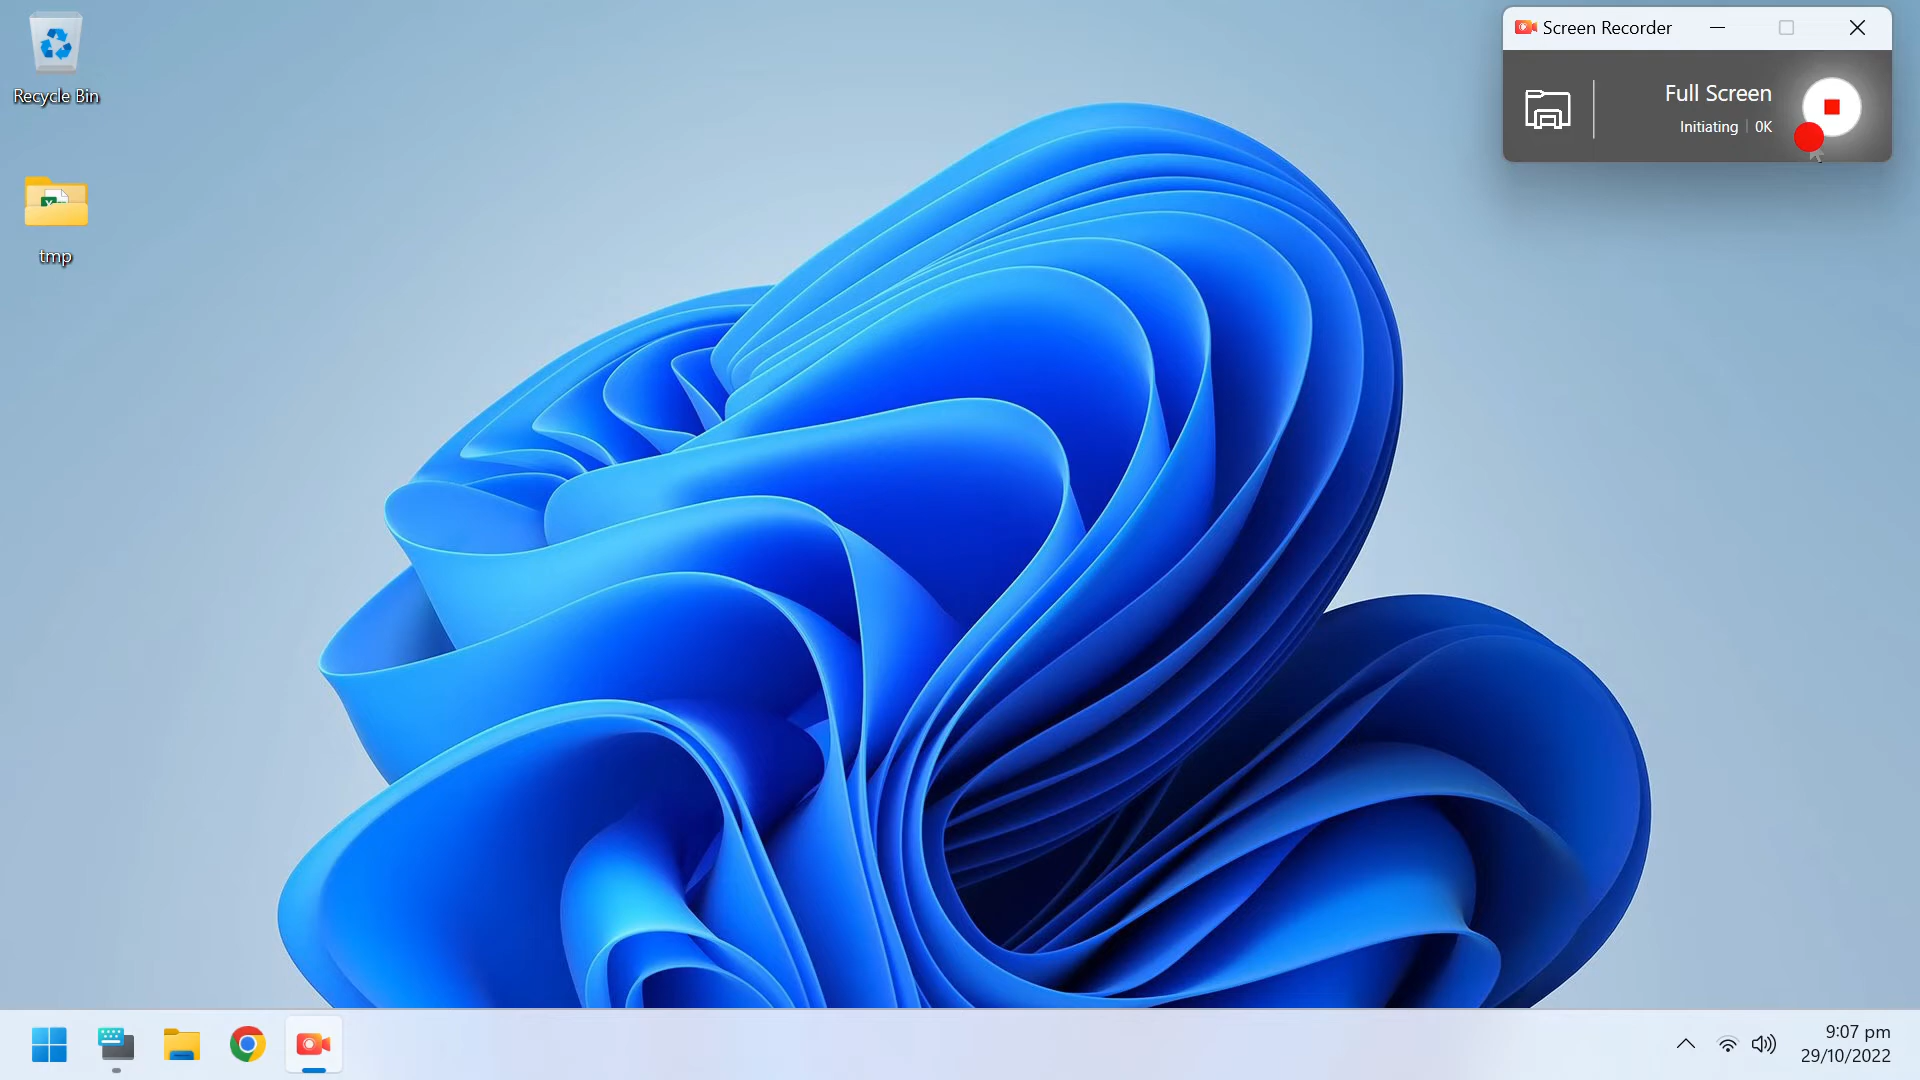 Recycle Bin
tmp
Screen Recorder
Full Screen
Initiating 0K
9:07 pm
29/10/2022